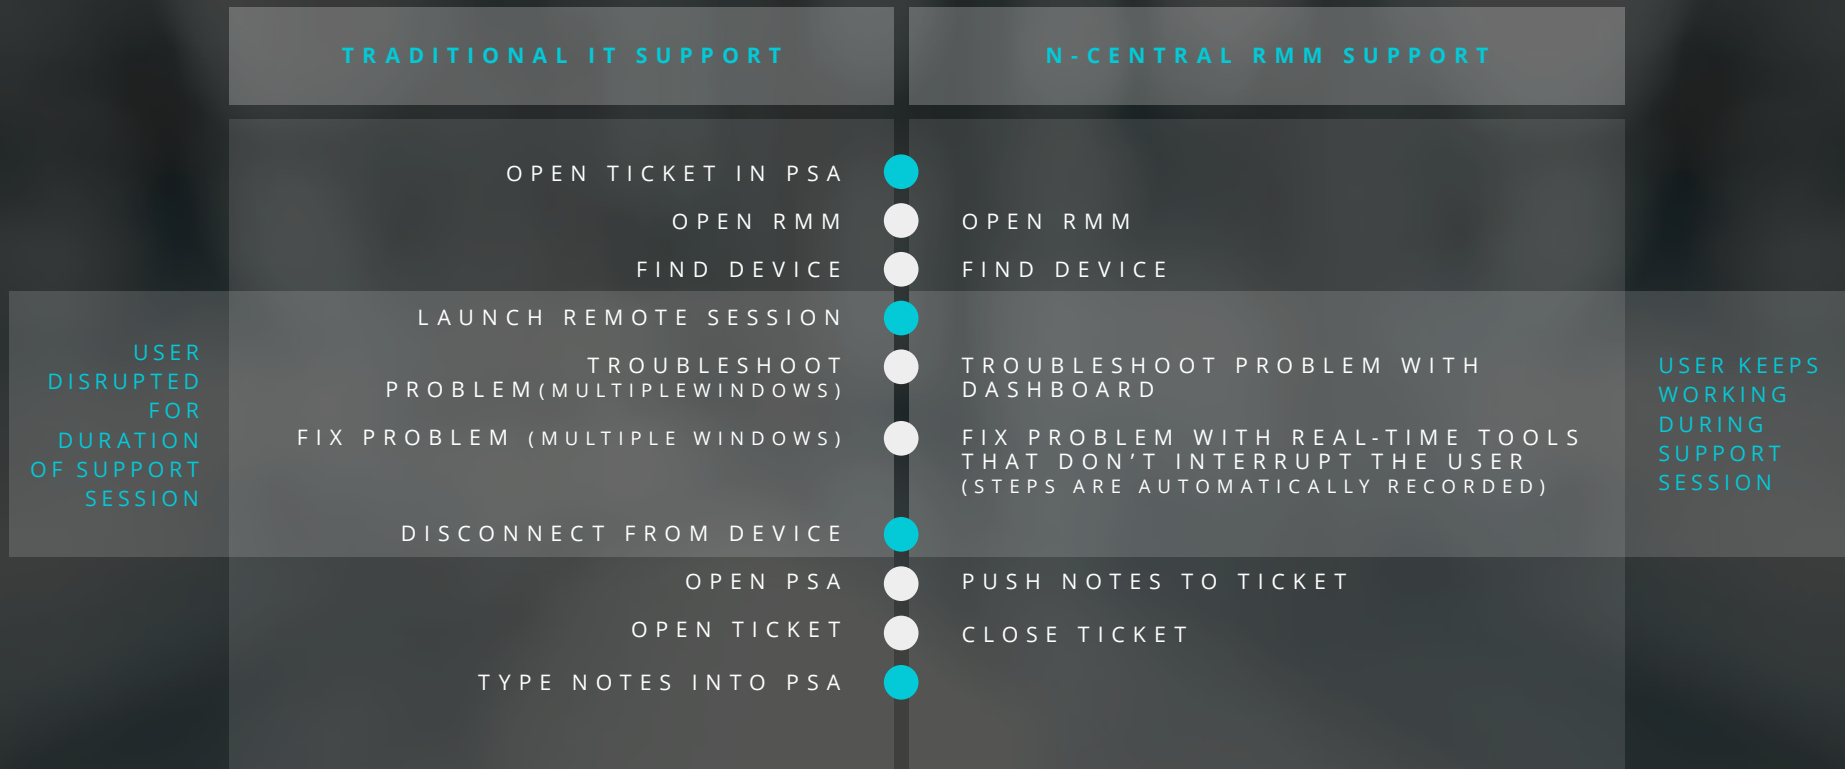 TRADITIONAL IT SUPPORT
N-CENTRAL RMM SUPPORT
OPEN TICKET IN PSA
OPEN RMM
OPEN RMM
FIND DEVICE
FIND DEVICE
USER
DISRUPTED
FOR
DURATION
OF SUPPORT
SESSION
LAUNCH REMOTE SESSION
TROUBLESHOOT
PROBLEM(MULTIPLEWINDOWS)
TROUBLESHOOT PROBLEM WITH
DASHBOARD
FIX PROBLEM (MULTIPLE WINDOWS)
FIX PROBLEM WITH REAL-TIME TOOLS
THAT DON’T INTERRUPT THE USER
(STEPS ARE AUTOMATICALLY RECORDED)
DISCONNECT FROM DEVICE
USER KEEPS
WORKING
DURING
SUPPORT
SESSION
OPEN PSA
PUSH NOTES TO TICKET
OPEN TICKET
CLOSE TICKET
TYPE NOTES INTO PSA